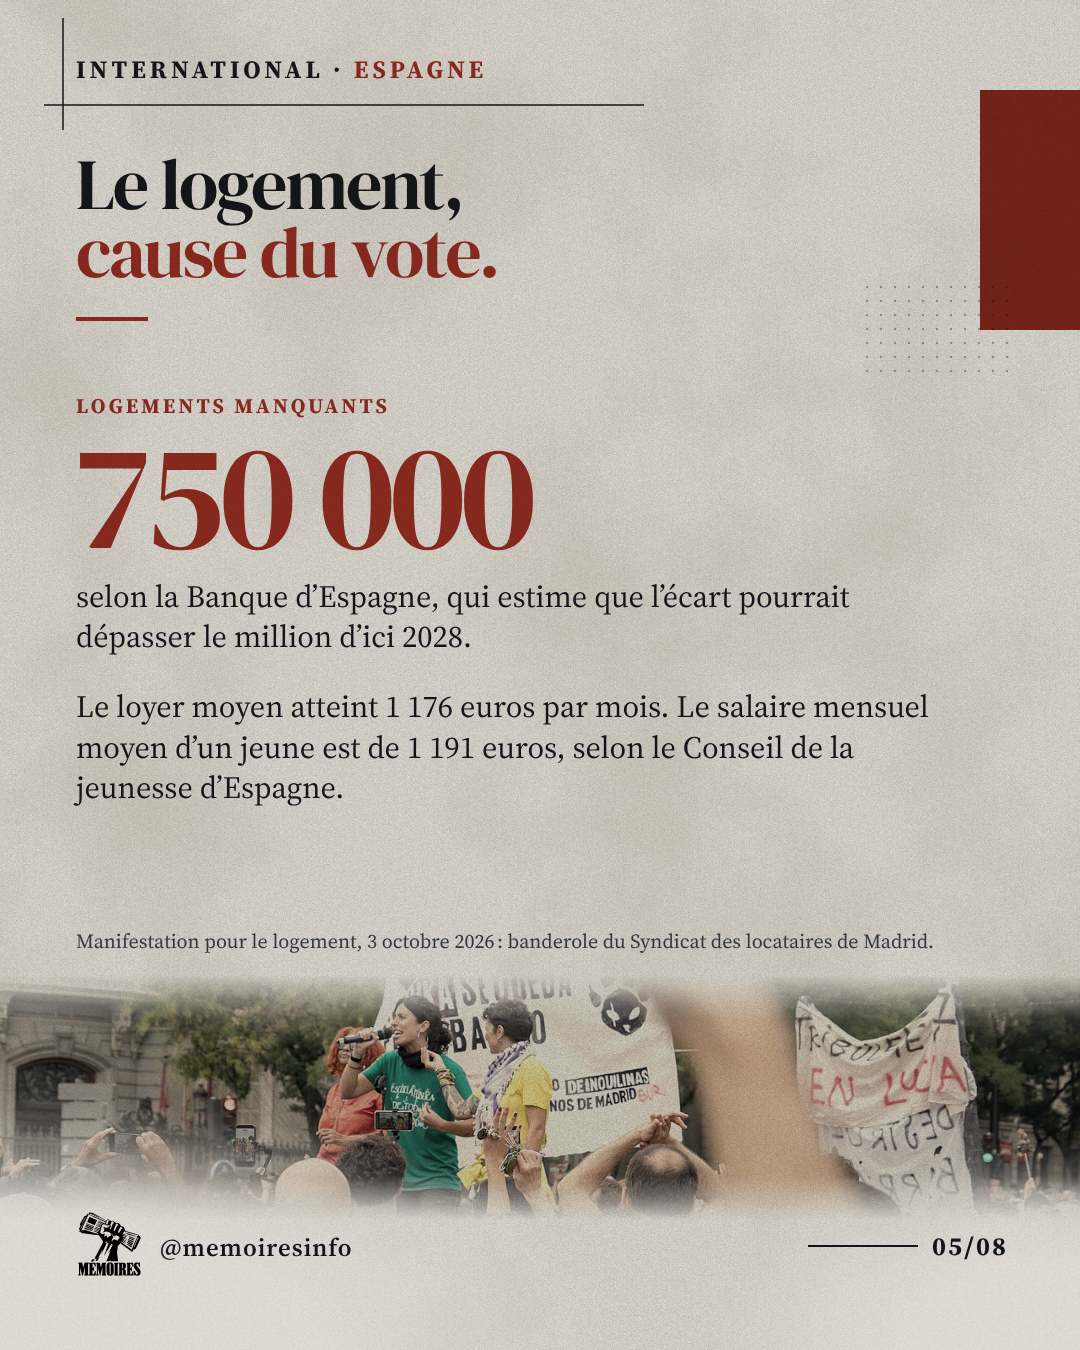 INTERNATIONAL · ESPAGNE
Le logement,
cause du vote.
LOGEMENTS MANQUANTS
750 000
selon la Banque d’Espagne, qui estime que l’écart pourrait
dépasser le million d’ici 2028.
Le loyer moyen atteint 1 176 euros par mois. Le salaire mensuel
moyen d’un jeune est de 1 191 euros, selon le Conseil de la
jeunesse d’Espagne.
Manifestation pour le logement, 3 octobre 2026 : banderole du Syndicat des locataires de Madrid.
SE QUEDA
DE INQUILINAS
NOS DE MADRID
EN LUCHA
MÉMOIRES
@memoiresinfo
05/08